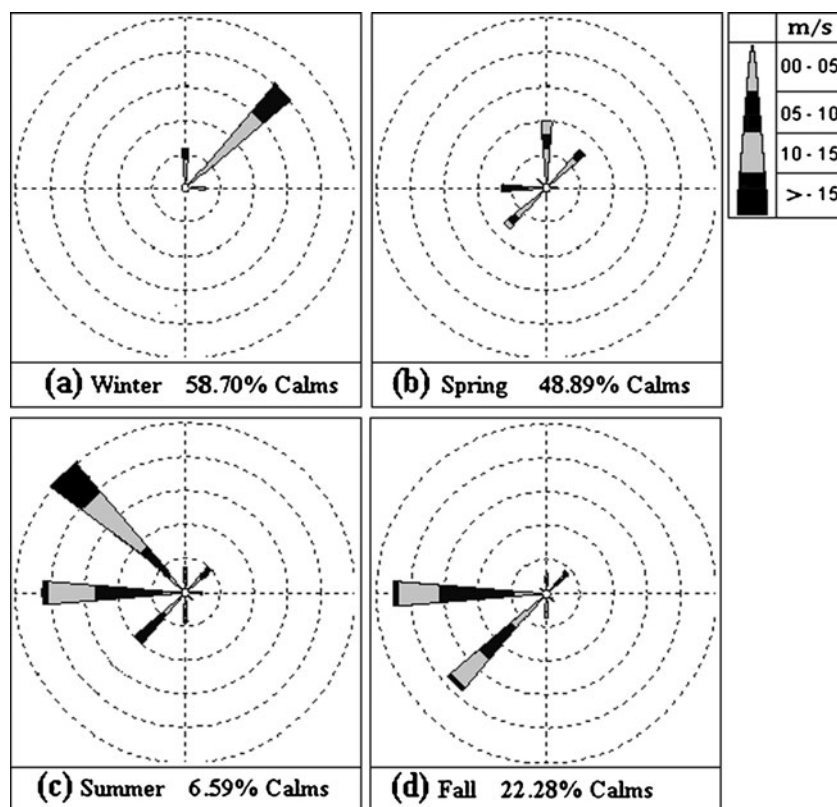 m/s
00 - 05
05 - 10
10 - 15
> - 15
(a) Winter 58.70% Calms
(b) Spring 48.89% Calms
(c) Summer 6.59% Calms
(d) Fall 22.28% Calms